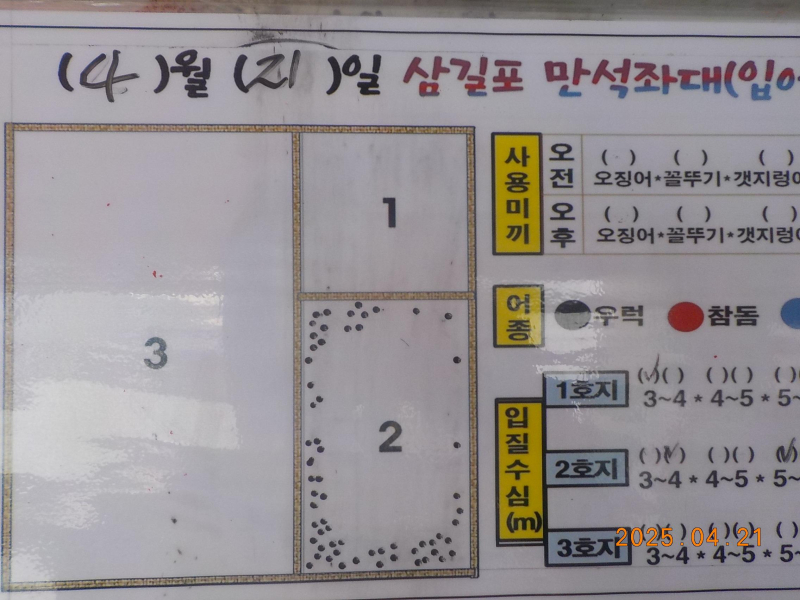 (4)월 (21)일 삼길포 만석좌대(입어
1
2
3
사용미끼
오전 ( ) ( ) ( )
오징어*꼴뚜기*갯지렁이
오후 ( ) ( ) ( )
오징어*꼴뚜기*갯지렁이
어종 우럭 참돔
입질수심(m)
1호지 (√)( ) ( )( ) ( )(
3~4 * 4~5 * 5~
2호지 ( )(√) ( )( ) (√)
3~4 * 4~5 * 5~
3호지 ( )( ) ( )( ) ( )
3~4 * 4~5 * 5~
2025.04.21